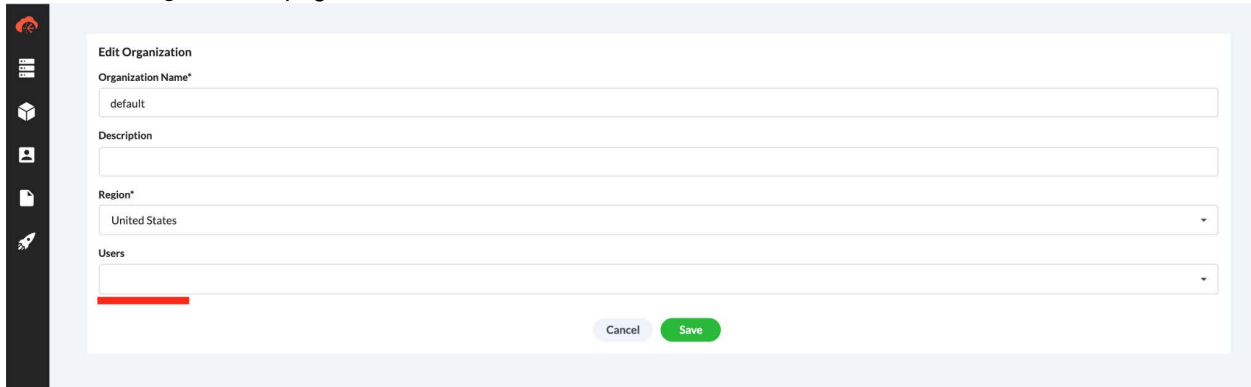 Edit Organization
Organization Name*
default
Description
Region*
United States
Users
Cancel Save